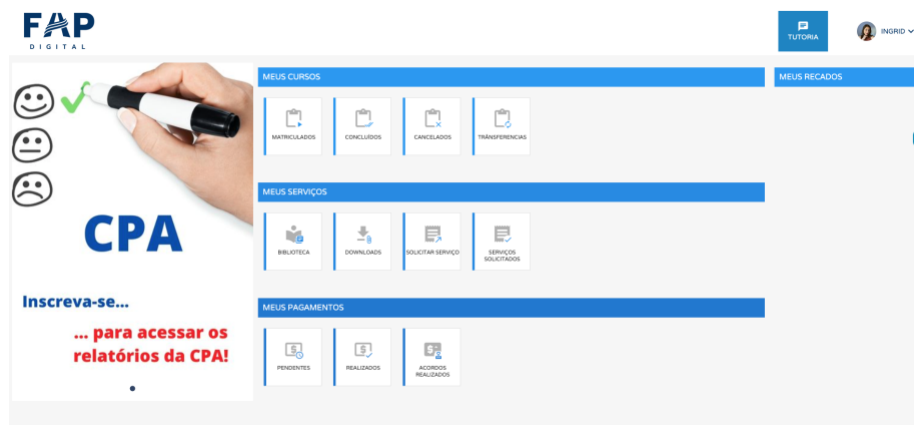 FAP
DIGITAL
TUTORIA
INGRID
CPA
Inscreva-se...
... para acessar os
relatórios da CPA!
MEUS CURSOS
MATRICULADOS
CONCLUÍDOS
CANCELADOS
TRÂNSFERENCIAS
MEUS SERVIÇOS
BIBLIOTECA
DOWNLOADS
SOLICITAR SERVIÇO
SERVIÇOS
SOLICITADOS
MEUS PAGAMENTOS
PENDENTES
REALIZADOS
ACORDOS
REALIZADOS
MEUS RECADOS